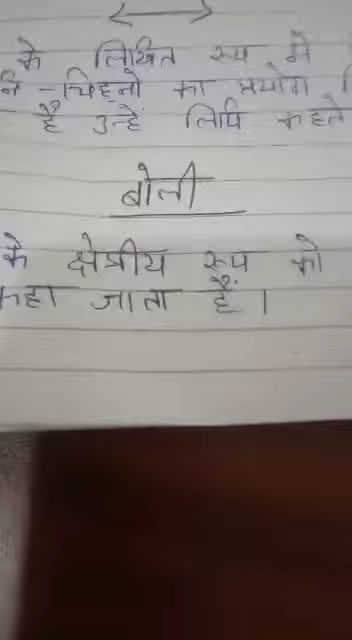 के लिखित रूप में
-चिह्नो का प्रयोग
है उन्हें लिपि कहते
बोली
के क्षेत्रीय रूप को
कहा जाता है।